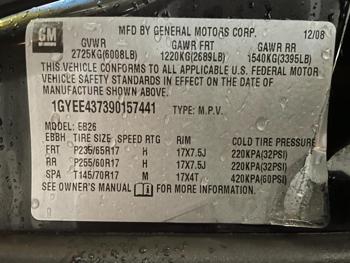 GM
MFD BY GENERAL MOTORS CORP. 12/08
GVWR GAWR FRT GAWR RR
2725KG(6008LB) 1220KG(2689LB) 1540KG(3395LB)
THIS VEHICLE CONFORMS TO ALL APPLICABLE U.S. FEDERAL MOTOR
VEHICLE SAFETY STANDARDS IN EFFECT ON THE DATE OF
MANUFACTURE SHOWN ABOVE.
1GYEE437390157441 TYPE: M.P.V.
MODEL: EB26
TIRE SIZE SPEED RTG RIM COLD TIRE PRESSURE
FRT P235/65R17 H 17X7.5J 220KPA(32PSI)
RR P255/60R17 H 17X7.5J 220KPA(32PSI)
SPA T145/70R17 M 17X4T 420KPA(60PSI)
SEE OWNER'S MANUAL FOR MORE INFORMATION.